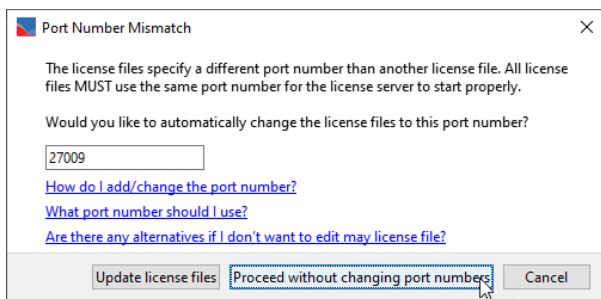 Port Number Mismatch
The license files specify a different port number than another license file. All license
files MUST use the same port number for the license server to start properly.
Would you like to automatically change the license files to this port number?
27009
How do I add/change the port number?
What port number should I use?
Are there any alternatives if I don't want to edit may license file?
Update license files Proceed without changing port numbers Cancel